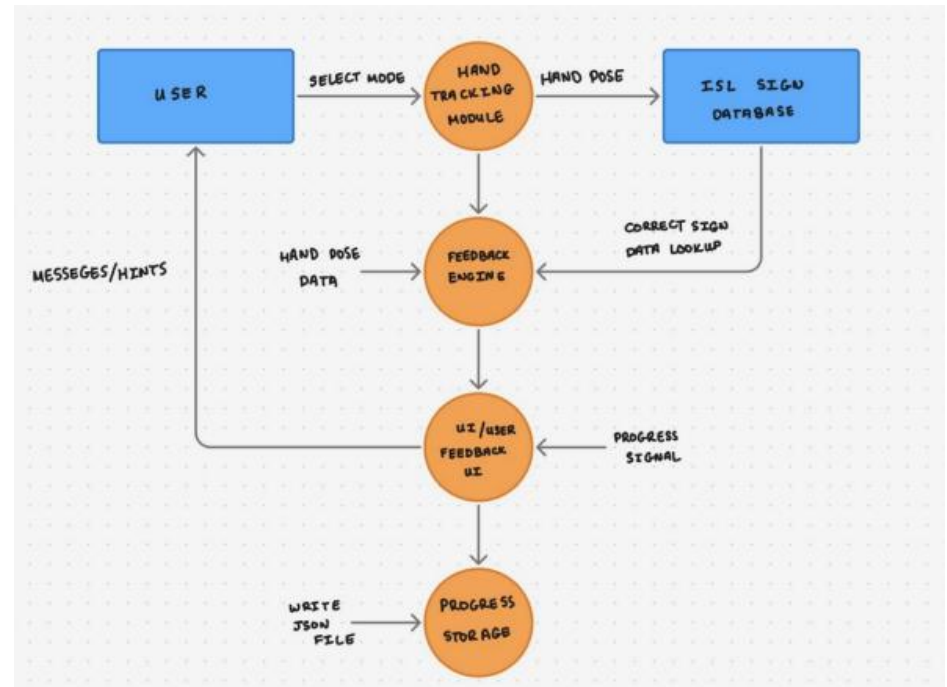 USER
SELECT MODE
HAND
TRACKING
MODULE
HAND POSE
ISL SIGN
DATABASE
CORRECT SIGN
DATA LOOKUP
HAND POSE
DATA
FEEDBACK
ENGINE
MESSEGES/HINTS
UI/USER
FEEDBACK
UI
PROGRESS
SIGNAL
WRITE
JSON
FILE
PROGRESS
STORAGE